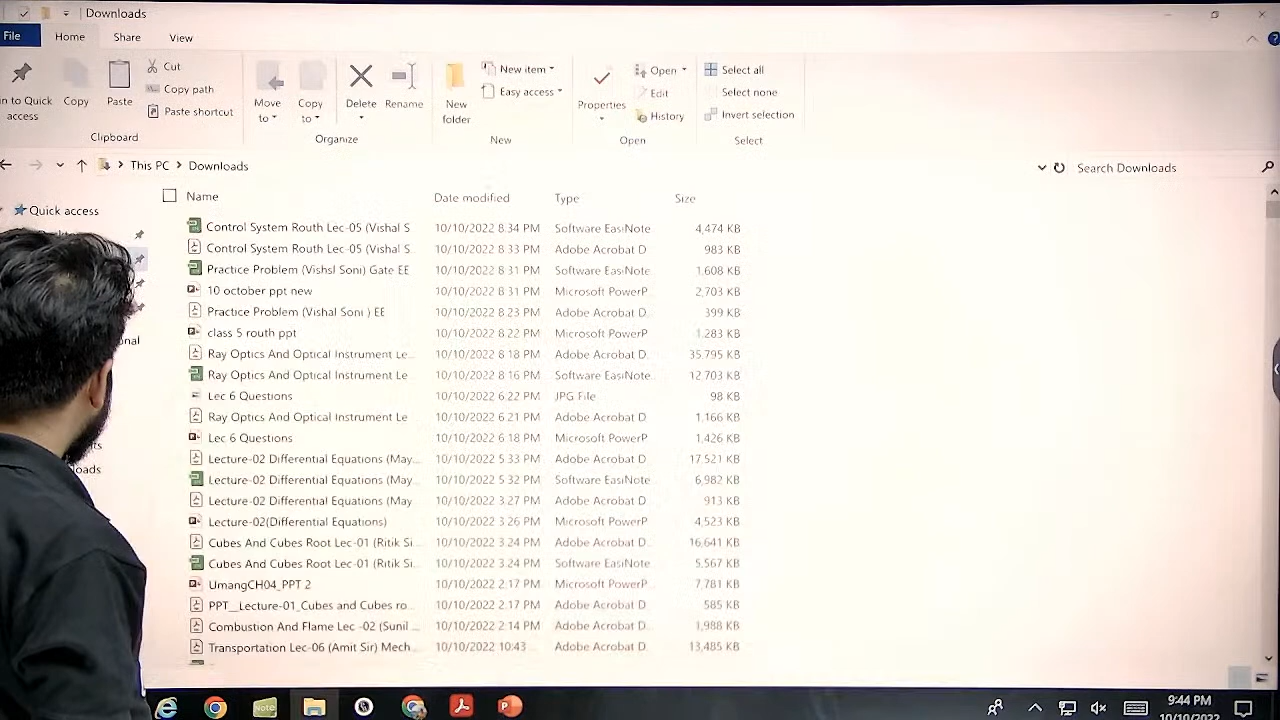 Downloads
File Home Share View
Cut
Copy path
Paste shortcut
in to Quick access
Copy
Paste
Clipboard
Move to
Copy to
Delete
Rename
Organize
New folder
New item
Easy access
New
Properties
Open
Edit
History
Open
Select all
Select none
Invert selection
Select
This PC > Downloads
Search Downloads
Quick access
Name Date modified Type Size
Control System Routh Lec-05 (Vishal S 10/10/2022 8:34 PM Software EasiNote 4,474 KB
Control System Routh Lec-05 (Vishal S 10/10/2022 8:33 PM Adobe Acrobat D 983 KB
Practice Problem (Vishsl Soni) Gate EE 10/10/2022 8:31 PM Software EasiNote 1,608 KB
10 october ppt new 10/10/2022 8:31 PM Microsoft PowerP 2,703 KB
Practice Problem (Vishal Soni ) EE 10/10/2022 8:23 PM Adobe Acrobat D. 399 KB
class 5 routh ppt 10/10/2022 8:22 PM Microsoft PowerP 1,283 KB
Ray Optics And Optical Instrument Le... 10/10/2022 8:18 PM Adobe Acrobat D. 35,795 KB
Ray Optics And Optical Instrument Le 10/10/2022 8:16 PM Software EasiNote 12,703 KB
Lec 6 Questions 10/10/2022 6:22 PM JPG File 98 KB
Ray Optics And Optical Instrument Le 10/10/2022 6:21 PM Adobe Acrobat D 1,166 KB
Lec 6 Questions 10/10/2022 6:18 PM Microsoft PowerP 1,426 KB
Lecture-02 Differential Equations (May... 10/10/2022 5:33 PM Adobe Acrobat D 17,521 KB
Lecture-02 Differential Equations (May... 10/10/2022 5:32 PM Software EasiNote 6,982 KB
Lecture-02 Differential Equations (May 10/10/2022 3:27 PM Adobe Acrobat D 913 KB
Lecture-02(Differential Equations) 10/10/2022 3:26 PM Microsoft PowerP 4,523 KB
Cubes And Cubes Root Lec-01 (Ritik Si... 10/10/2022 3:24 PM Adobe Acrobat D... 16,641 KB
Cubes And Cubes Root Lec-01 (Ritik Si... 10/10/2022 3:24 PM Software EasiNote 5,567 KB
UmangCH04_PPT 2 10/10/2022 2:17 PM Microsoft PowerP... 7,781 KB
PPT_Lecture-01_Cubes and Cubes ro... 10/10/2022 2:17 PM Adobe Acrobat D 585 KB
Combustion And Flame Lec -02 (Sunil ... 10/10/2022 2:14 PM Adobe Acrobat D... 1,988 KB
Transportation Lec-06 (Amit Sir) Mech 10/10/2022 10:43... Adobe Acrobat D. 13,485 KB
Note
9:44 PM
10/10/2022